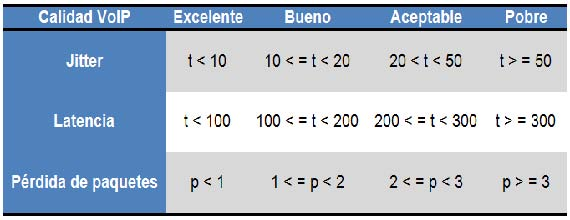 Calidad VoIP Excelente Bueno Aceptable Pobre
Jitter t < 10 10 < = t < 20 20 < t < 50 t > = 50
Latencia t < 100 100 < = t < 200 200 < = t < 300 t > = 300
Pérdida de paquetes p < 1 1 < = p < 2 2 < = p < 3 p > = 3